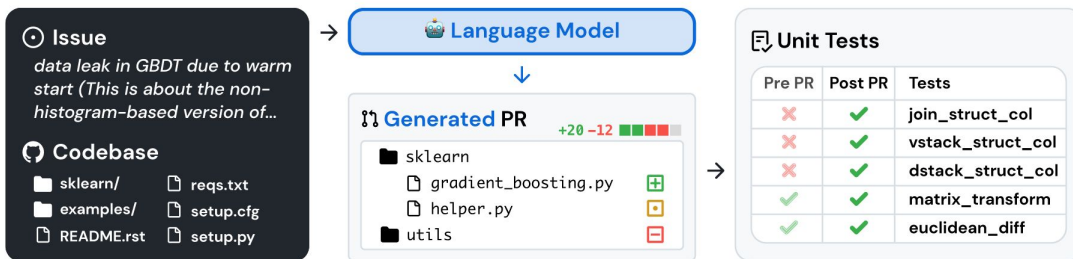 Issue
data leak in GBDT due to warm
start (This is about the non-
histogram-based version of...
Codebase
sklearn/
reqs.txt
examples/
setup.cfg
README.rst
setup.py
Language Model
Generated PR
+20 -12
sklearn
gradient_boosting.py
helper.py
utils
Unit Tests
Pre PR Post PR Tests
join_struct_col
vstack_struct_col
dstack_struct_col
matrix_transform
euclidean_diff